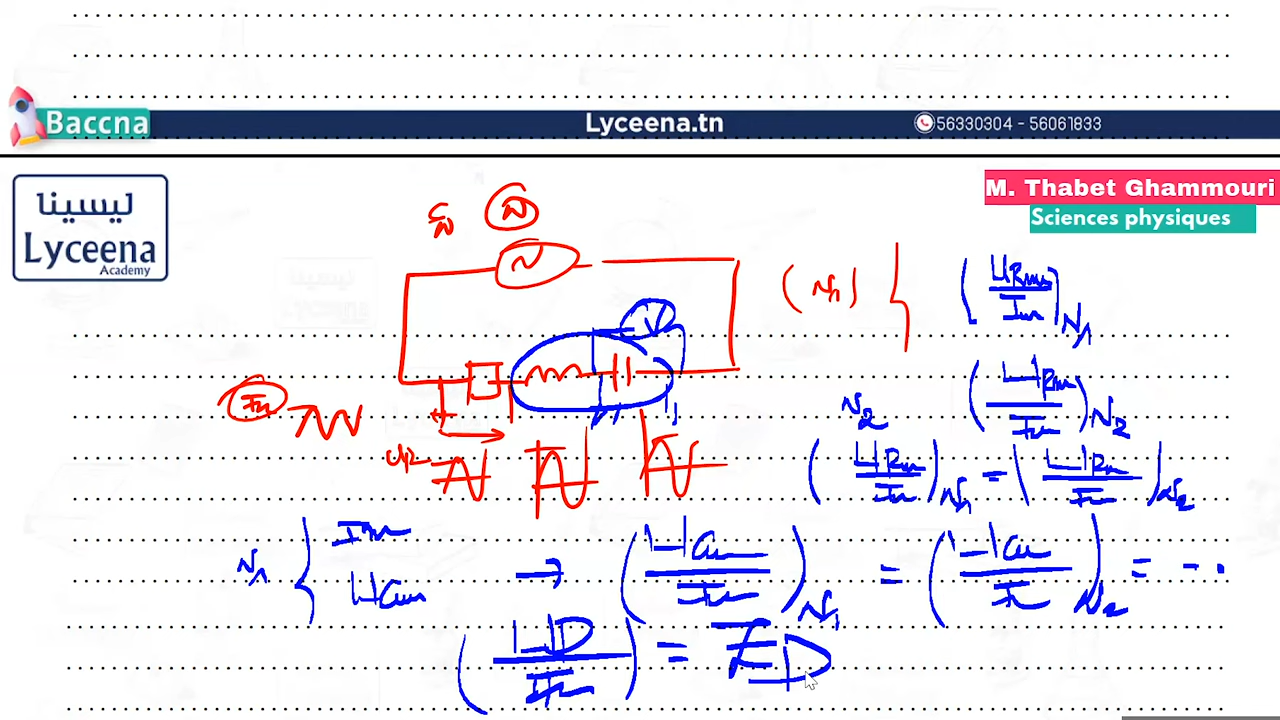 Baccna
Lyceena.tn
56330304 - 56061833
ليسينا
Lyceena
Academy
M. Thabet Ghammouri
Sciences physiques
N
N
V
(N1)
(URm/Im)N1
(URm/Im)N2
Im
N2
(URm/Im)N1 = (URm/Im)N2
N1 { Im
UCm
→ (UCm/Im)N1 = (UCm/I)N2 = ...
(UD/Im) = ZD